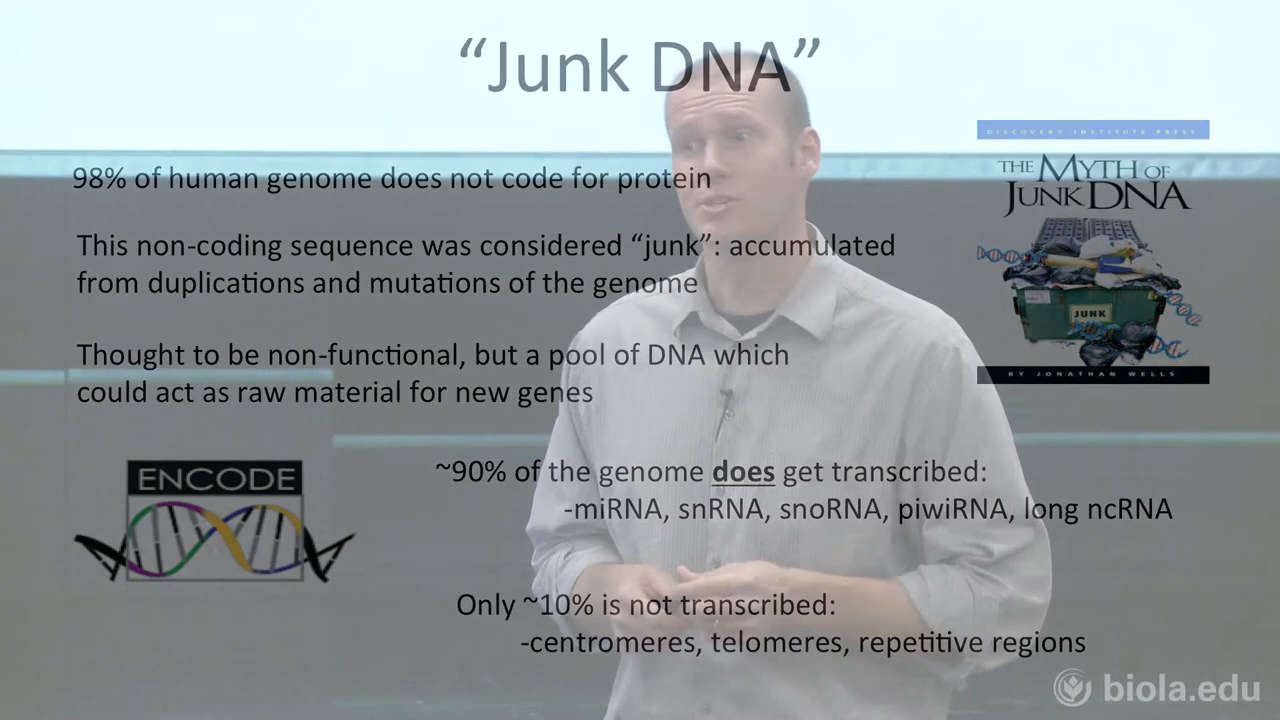 “Junk DNA”
DISCOVERY INSTITUTE PRESS
THE MYTH OF
JUNK DNA
JUNK
BY JONATHAN WELLS
98% of human genome does not code for protein
This non-coding sequence was considered “junk”: accumulated
from duplications and mutations of the genome
Thought to be non-functional, but a pool of DNA which
could act as raw material for new genes
ENCODE
~90% of the genome does get transcribed:
-miRNA, snRNA, snoRNA, piwiRNA, long ncRNA
Only ~10% is not transcribed:
-centromeres, telomeres, repetitive regions
biola.edu